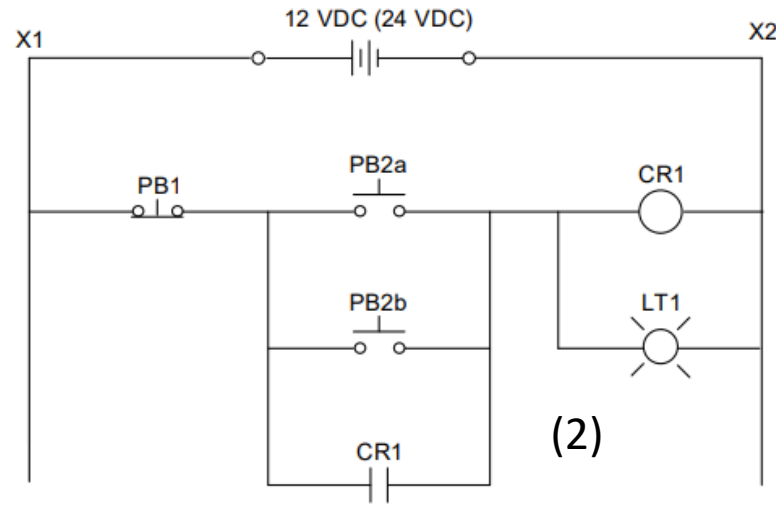 12 VDC (24 VDC)
X1
X2
PB2a
PB1
CR1
PB2b
LT1
(2)
CR1